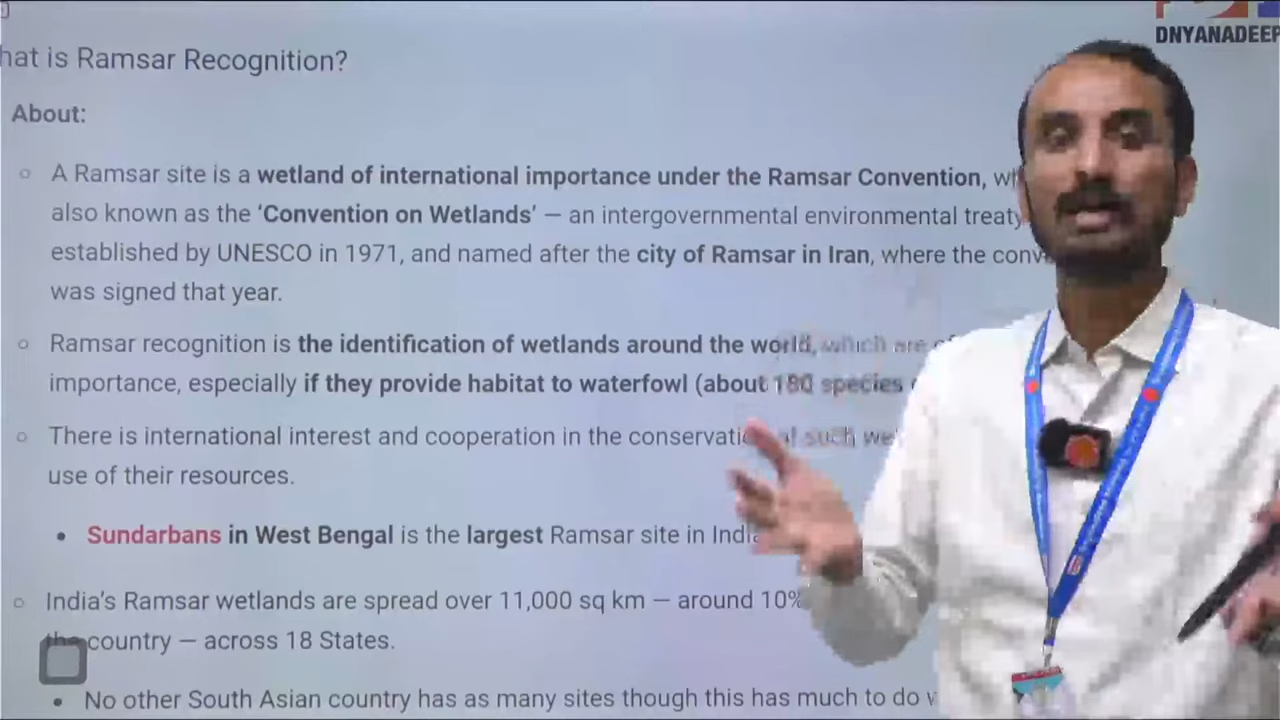 DNYANADEEP
hat is Ramsar Recognition?
About:
A Ramsar site is a wetland of international importance under the Ramsar Convention, wh
also known as the ‘Convention on Wetlands’ — an intergovernmental environmental treaty
established by UNESCO in 1971, and named after the city of Ramsar in Iran, where the conv
was signed that year.
Ramsar recognition is the identification of wetlands around the world, which are of
importance, especially if they provide habitat to waterfowl (about 180 species
There is international interest and cooperation in the conservation of such wet
use of their resources.
Sundarbans in West Bengal is the largest Ramsar site in India
India’s Ramsar wetlands are spread over 11,000 sq km — around 10%
the country — across 18 States.
No other South Asian country has as many sites though this has much to do w